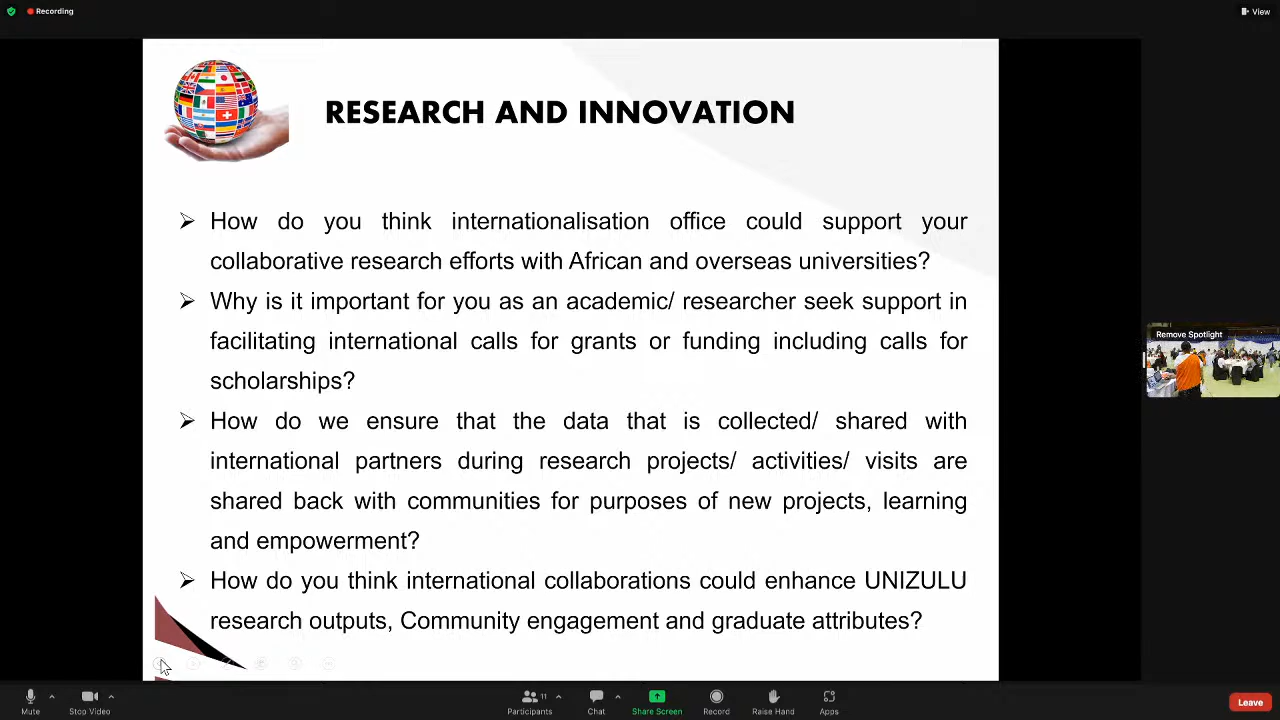 Recording
View
RESEARCH AND INNOVATION
How do you think internationalisation office could support your
collaborative research efforts with African and overseas universities?
Why is it important for you as an academic/ researcher seek support in
facilitating international calls for grants or funding including calls for
scholarships?
How do we ensure that the data that is collected/ shared with
international partners during research projects/ activities/ visits are
shared back with communities for purposes of new projects, learning
and empowerment?
How do you think international collaborations could enhance UNIZULU
research outputs, Community engagement and graduate attributes?
Remove Spotlight
Mute
Stop Video
11
Participants
Chat
Share Screen
Record
Raise Hand
Apps
Leave